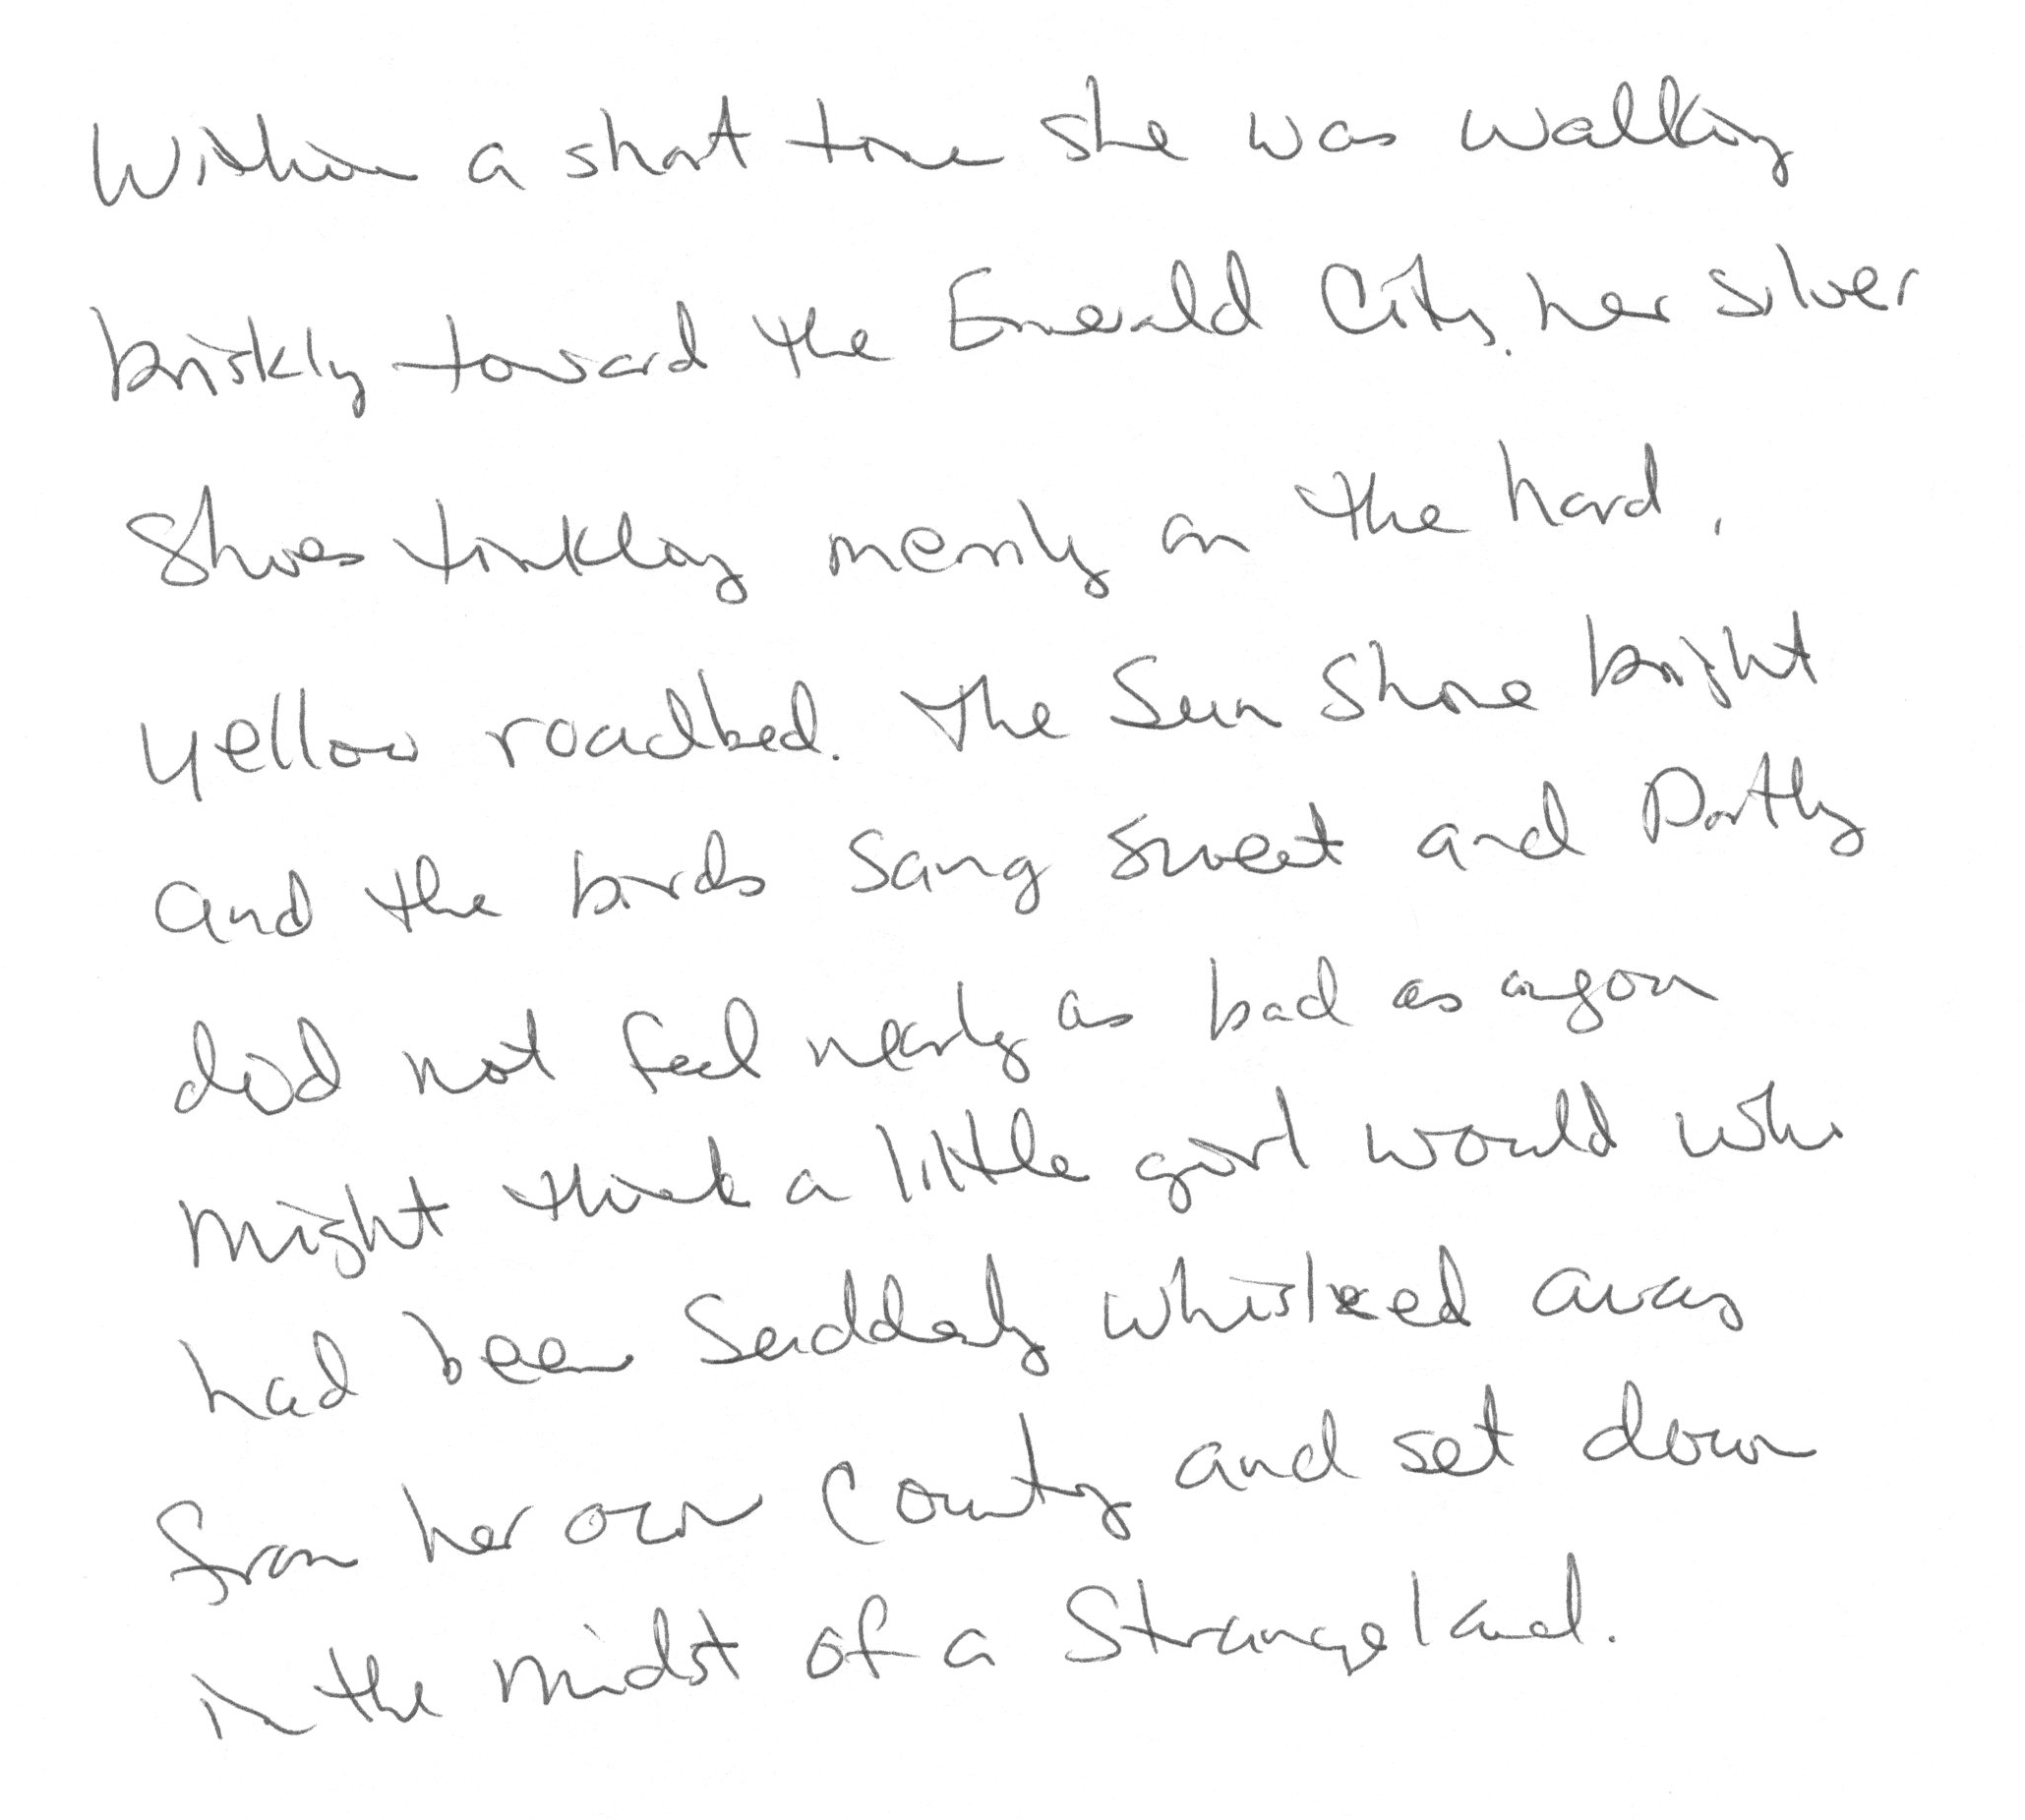 Within a short time she was walking
briskly toward the Emerald City, her silver
Shoes tinkling merrily on the hard,
yellow roadbed. The Sun Shone bright
and the birds sang sweet and Dorothy
did not feel nearly as bad as you
might think a little girl would who
had been Suddenly whisked away
from her own Country and set down
in the midst of a Strange land.